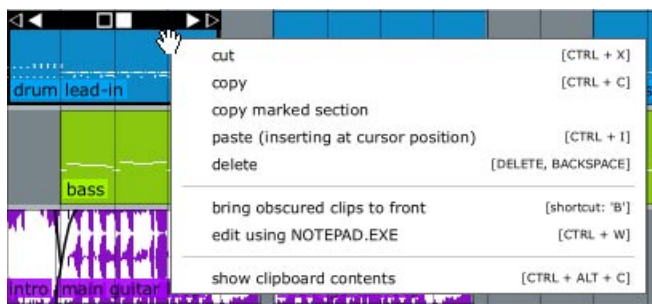 cut [CTRL + X]
copy [CTRL + C]
copy marked section
paste (inserting at cursor position) [CTRL + I]
delete [DELETE, BACKSPACE]
bring obscured clips to front [shortcut: 'B']
edit using NOTEPAD.EXE [CTRL + W]
show clipboard contents [CTRL + ALT + C]
drum lead-in
bass
intro main guitar